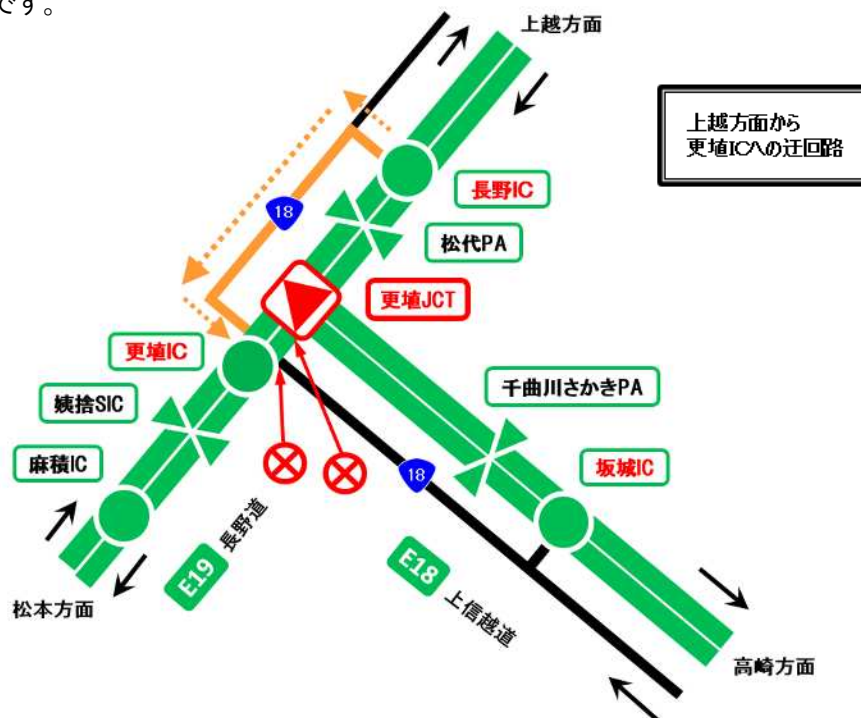 です。
上越方面
上越方面から
更埴ICへの迂回路
長野IC
18
松代PA
更埴JCT
更埴IC
千曲川さかきPA
姨捨SIC
麻積IC
坂城IC
18
E19 長野道
E18 上信越道
松本方面
高崎方面